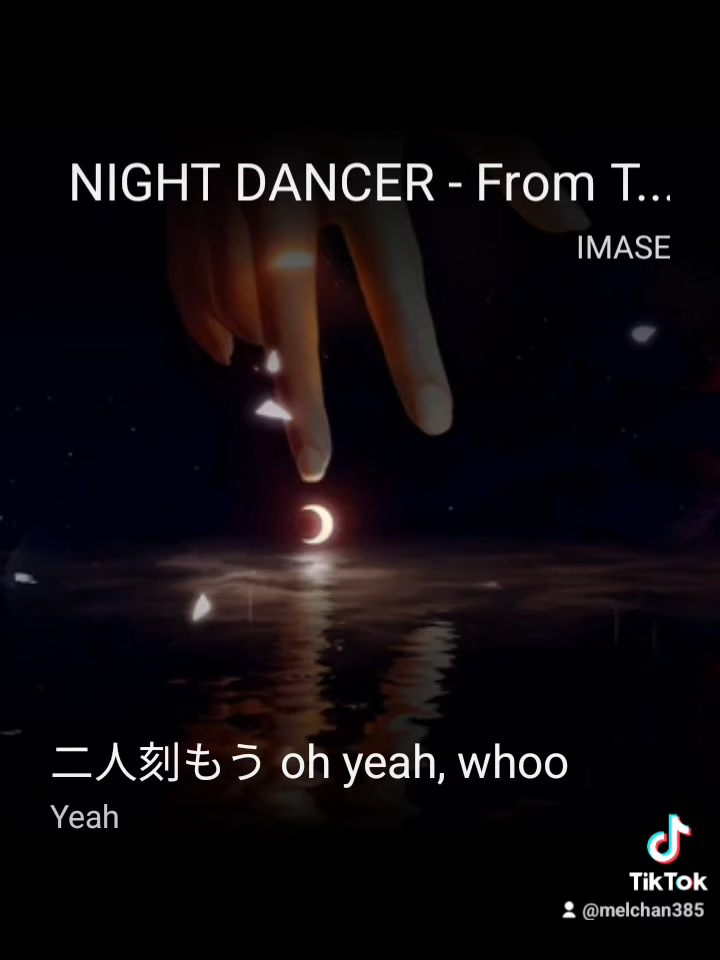 NIGHT DANCER - From T...
IMASE
二人刻もう oh yeah, whoo
Yeah
TikTok
@melchan385